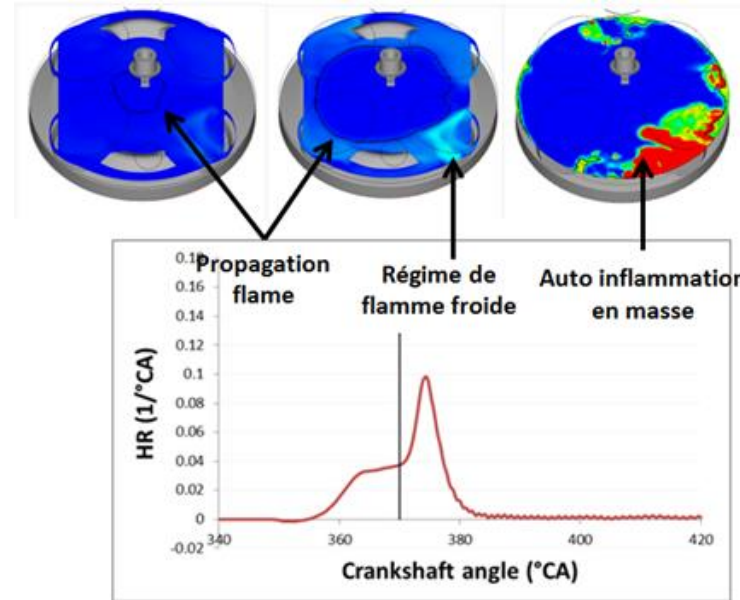 Propagation
flame
Régime de
flamme froide
Auto inflammation
en masse
0.18
0.16
0.14
0.12
0.1
0.08
0.06
0.04
0.02
0
-0.02
HR (1/°CA)
340
360
380
400
420
Crankshaft angle (°CA)